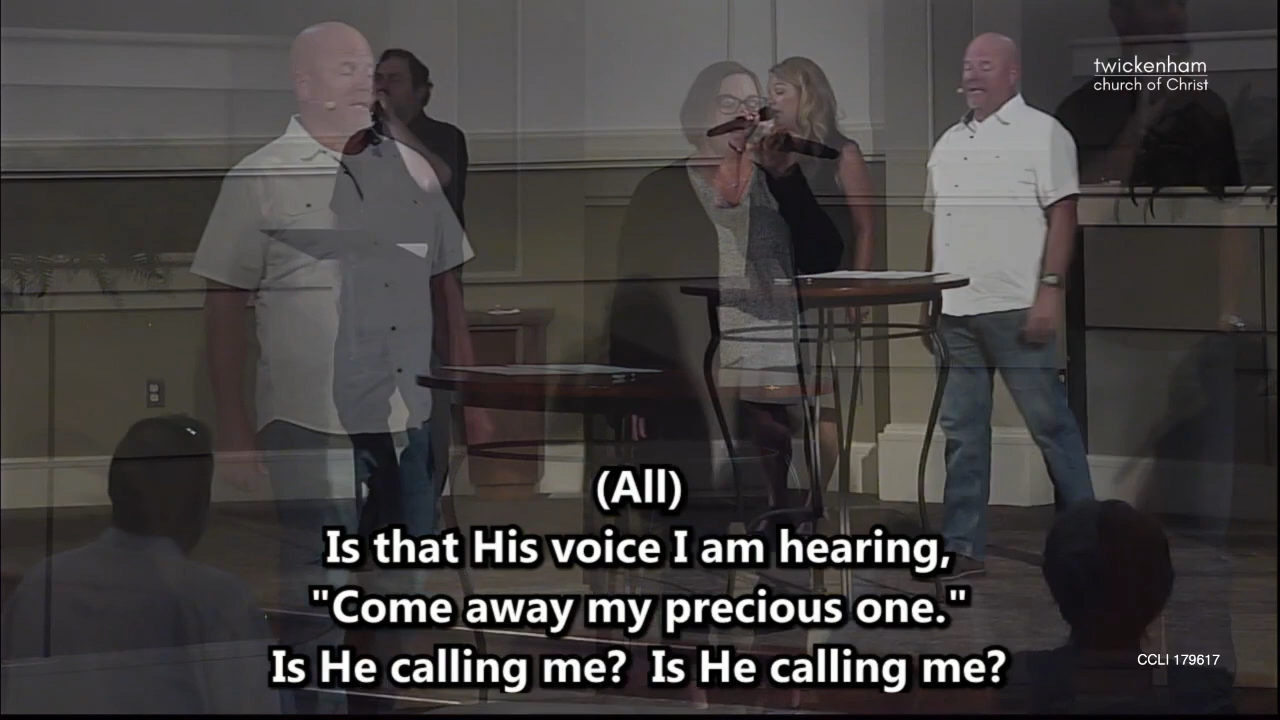 twickenham
church of Christ
(All)
Is that His voice I am hearing,
"Come away my precious one."
Is He calling me? Is He calling me?
CCLI 179617